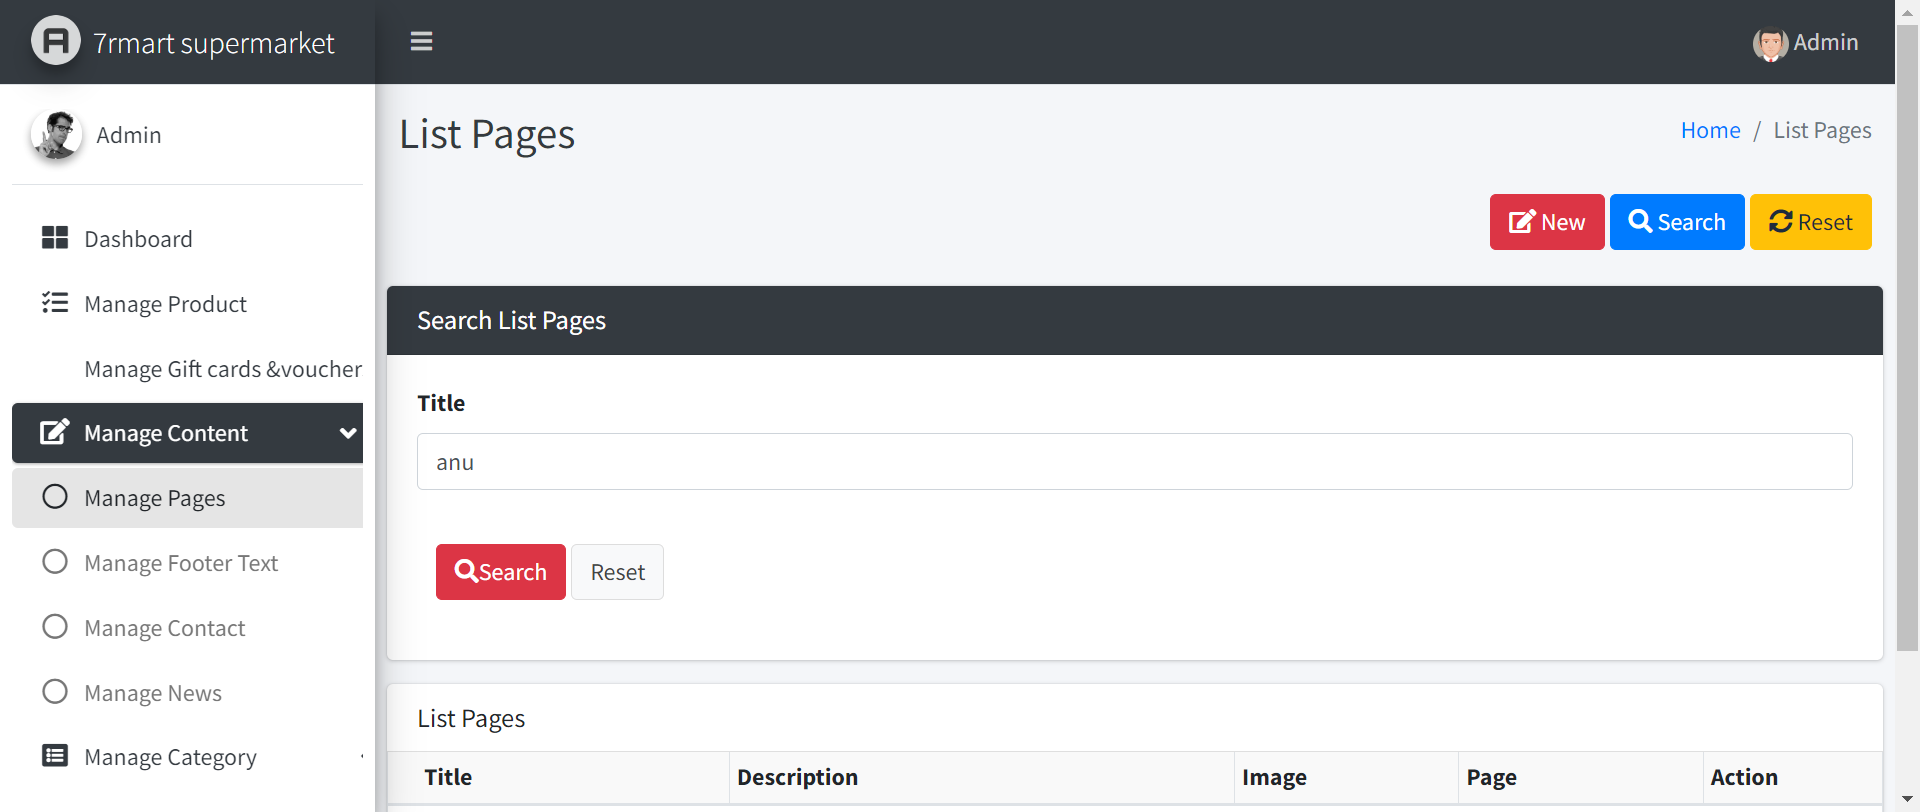 7rmart supermarket
Admin
Admin
Dashboard
Manage Product
Manage Gift cards &voucher
Manage Content
Manage Pages
Manage Footer Text
Manage Contact
Manage News
Manage Category
List Pages
Home / List Pages
New Search Reset
Search List Pages
Title
anu
Search Reset
List Pages
Title Description Image Page Action